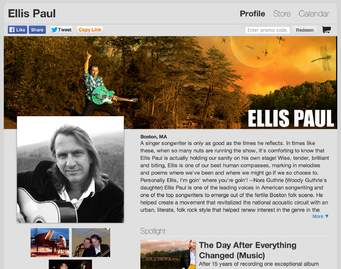 Ellis Paul
Profile Store Calendar
Like Share Tweet Copy Link
Enter promo code Redeem
ELLIS PAUL
Boston, MA
A singer songwriter is only as good as the times he reflects. In times like
these, when so many nuts are running the show, it's comforting to know that
Ellis Paul is actually holding our sanity on his own stage! Wise, tender, brilliant
and biting, Ellis is one of our best human compasses, marking in melodies
and poems where we've been and where we might go if we so choose to.
Personally Ellis, I'm goin' where you're goin'! --Nora Guthrie (Woody Guthrie's
daughter) Ellis Paul is one of the leading voices in American songwriting and
one of the top songwriters to emerge out of the fertile Boston folk scene. He
helped create a movement that revitalized the national acoustic circuit with an
urban, literate, folk rock style that helped renew interest in the genre in the
More
Spotlight
The Day After Everything
Changed (Music)
After 15 years of recording one exceptional album